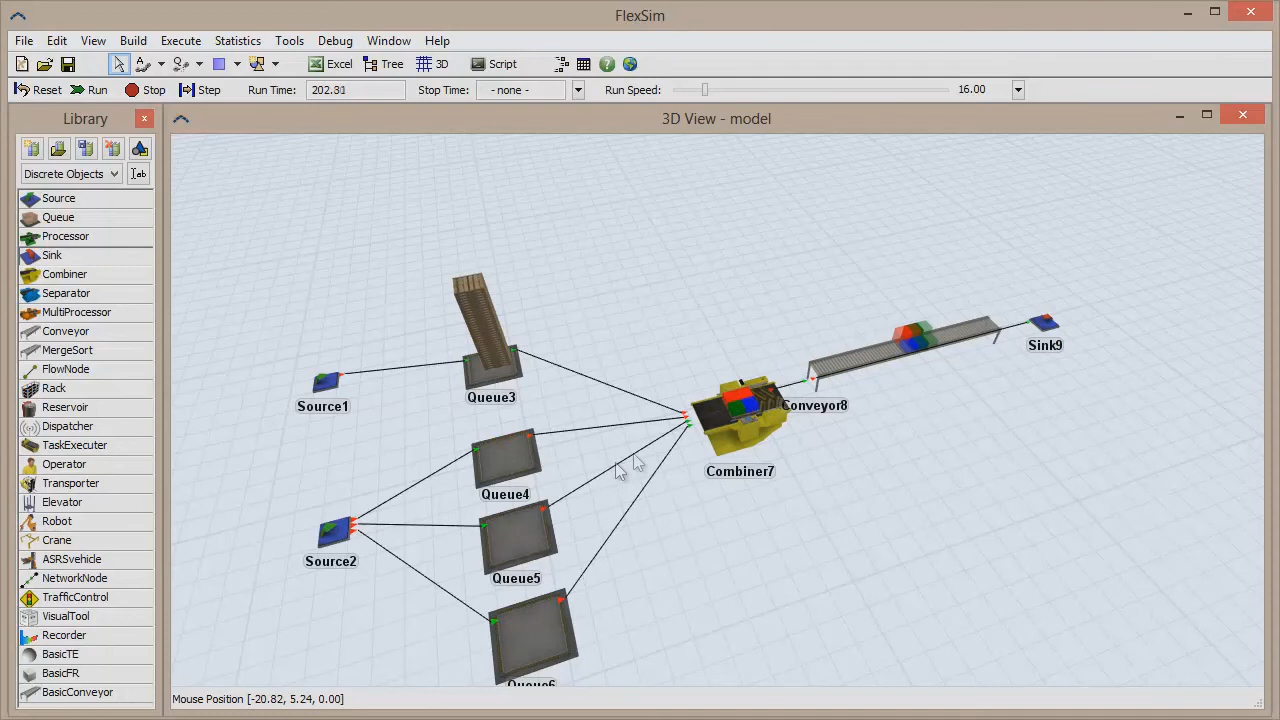 FlexSim
File Edit View Build Execute Statistics Tools Debug Window Help
Excel Tree 3D Script
Reset Run Stop Step Run Time: 202.31 Stop Time: - none - Run Speed: 16.00
Library
3D View - model
Discrete Objects
Source
Queue
Processor
Sink
Combiner
Separator
MultiProcessor
Conveyor
MergeSort
FlowNode
Rack
Reservoir
Dispatcher
TaskExecuter
Operator
Transporter
Elevator
Robot
Crane
ASRSvehicle
NetworkNode
TrafficControl
VisualTool
Recorder
BasicTE
BasicFR
BasicConveyor
Source1
Queue3
Queue4
Source2
Queue5
Queue6
Combiner7
Conveyor8
Sink9
Mouse Position [-20.82, 5.24, 0.00]